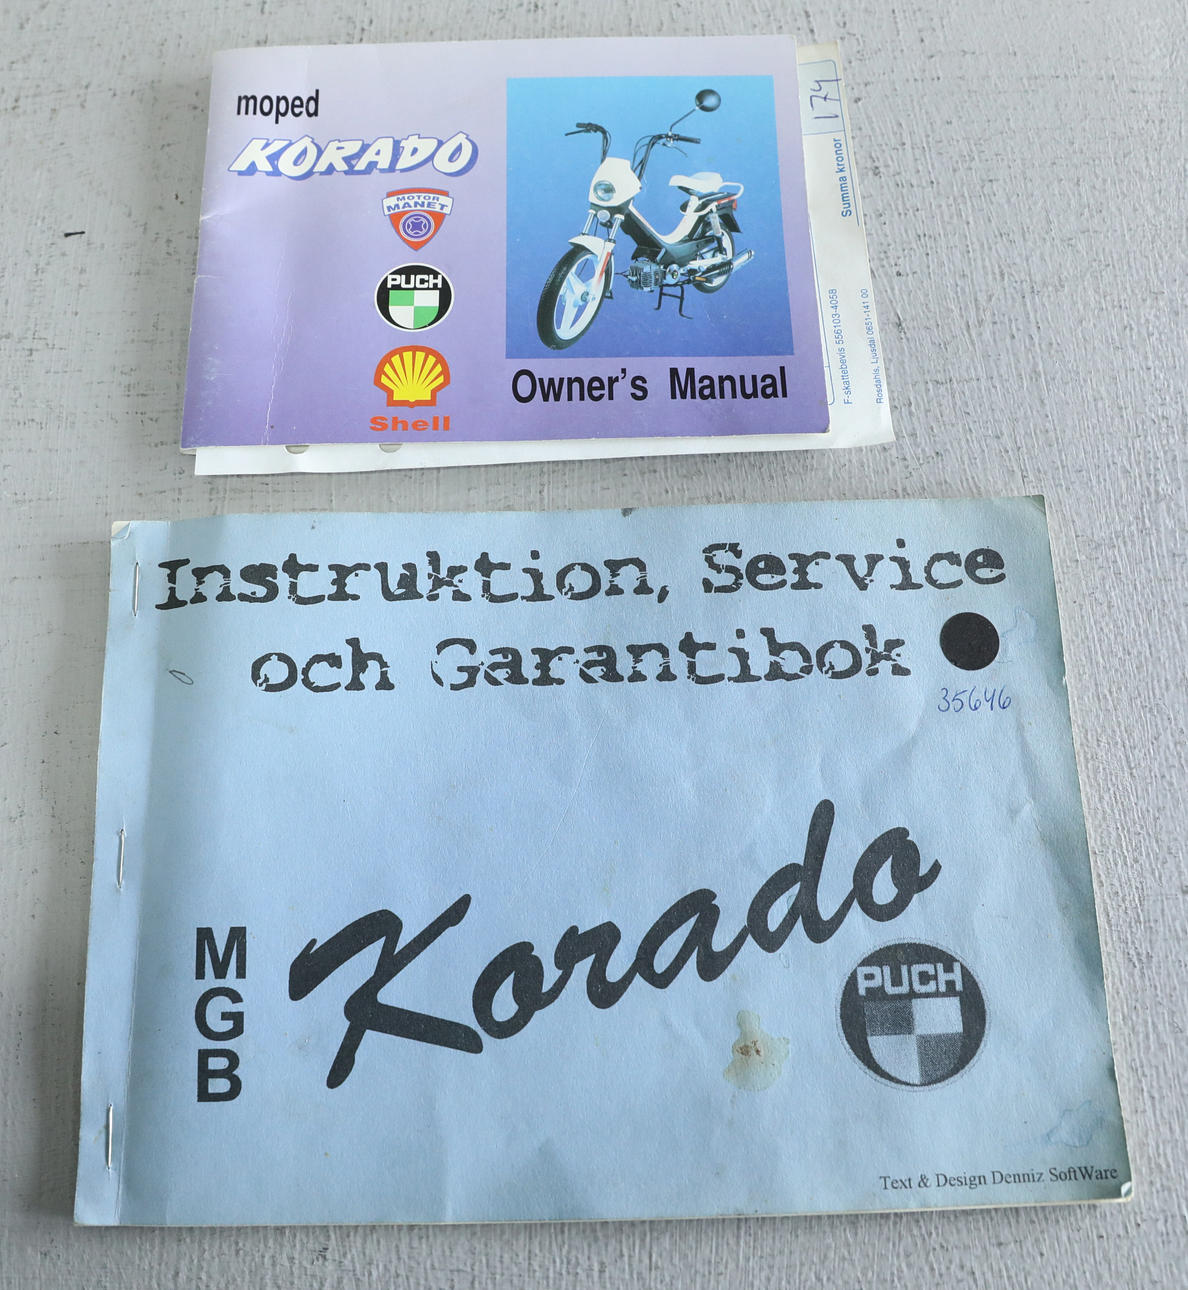 moped
KORADO
MOTOR
MANET
PUCH
Shell
Owner's Manual
174
Summa kronor
F-skattebevis 556103-4058
Rosdahls, Ljusdal 0651-141 00
Instruktion, Service
och Garantibok
35646
Korado
MGB
PUCH
Text & Design Denniz SoftWare